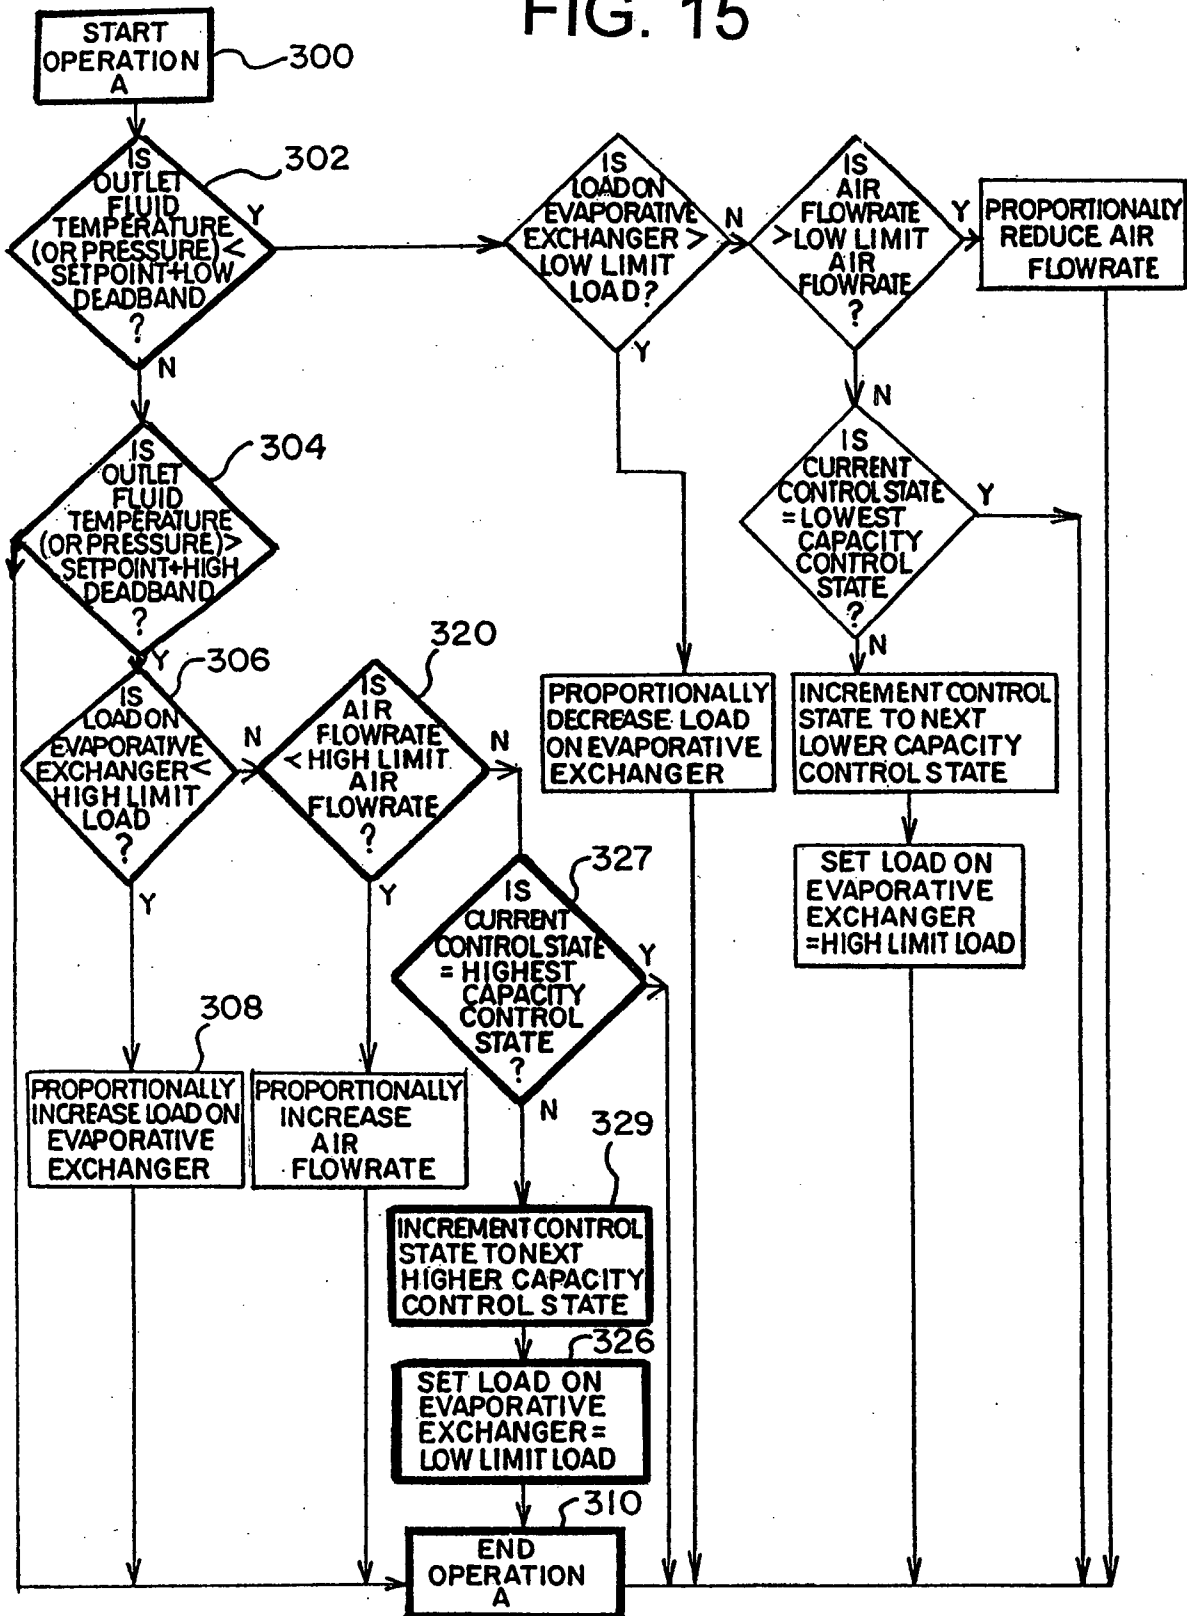 FIG. 15
START
OPERATION
A
300
IS
OUTLET
FLUID
TEMPERATURE
(OR PRESSURE) <
SETPOINT+LOW
DEADBAND
?
302
Y
N
IS
LOAD ON
EVAPORATIVE
EXCHANGER >
LOW LIMIT
LOAD?
N
Y
IS
AIR
FLOWRATE
>LOW LIMIT
AIR
FLOWRATE
?
Y
N
PROPORTIONALLY
REDUCE AIR
FLOWRATE
IS
OUTLET
FLUID
TEMPERATURE
(OR PRESSURE)>
SETPOINT+HIGH
DEADBAND
?
304
Y
IS
CURRENT
CONTROL STATE
=LOWEST
CAPACITY
CONTROL
STATE
?
Y
N
IS
LOAD ON
EVAPORATIVE
EXCHANGER<
HIGH LIMIT
LOAD
?
306
N
Y
IS
AIR
FLOWRATE
<HIGH LIMIT
AIR
FLOWRATE
?
320
N
Y
PROPORTIONALLY
DECREASE LOAD
ON EVAPORATIVE
EXCHANGER
INCREMENT CONTROL
STATE TO NEXT
LOWER CAPACITY
CONTROL STATE
SET LOAD ON
EVAPORATIVE
EXCHANGER
=HIGH LIMIT LOAD
IS
CURRENT
CONTROL STATE
= HIGHEST
CAPACITY
CONTROL
STATE
?
327
Y
N
308
PROPORTIONALLY
INCREASE LOAD ON
EVAPORATIVE
EXCHANGER
PROPORTIONALLY
INCREASE
AIR
FLOWRATE
329
INCREMENT CONTROL
STATE TO NEXT
HIGHER CAPACITY
CONTROL STATE
326
SET LOAD ON
EVAPORATIVE
EXCHANGER =
LOW LIMIT LOAD
310
END
OPERATION
A